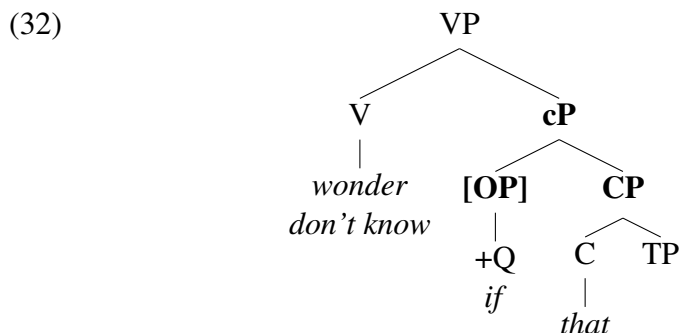 (32) VP
V cP
wonder [OP] CP
don't know
+Q C TP
if
that